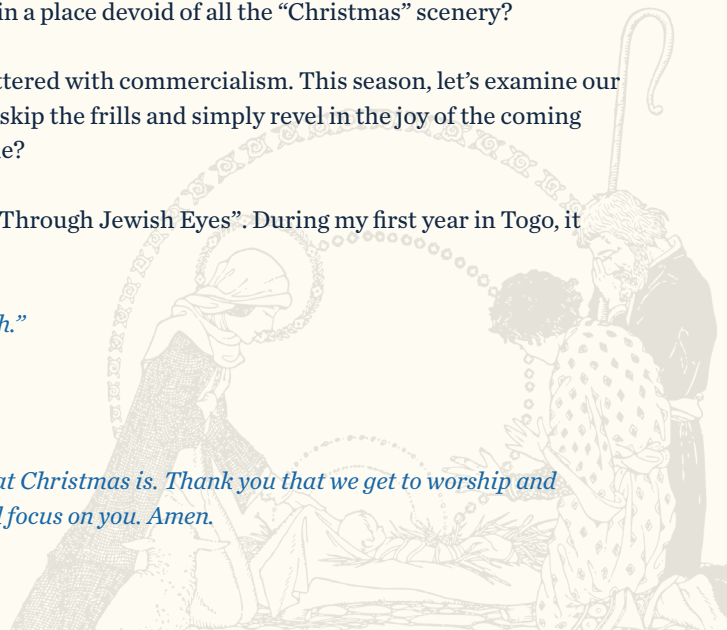 in a place devoid of all the “Christmas” scenery?
ttered with commercialism. This season, let’s examine our
skip the frills and simply revel in the joy of the coming
e?
Through Jewish Eyes”. During my first year in Togo, it
h.”
at Christmas is. Thank you that we get to worship and
l focus on you. Amen.